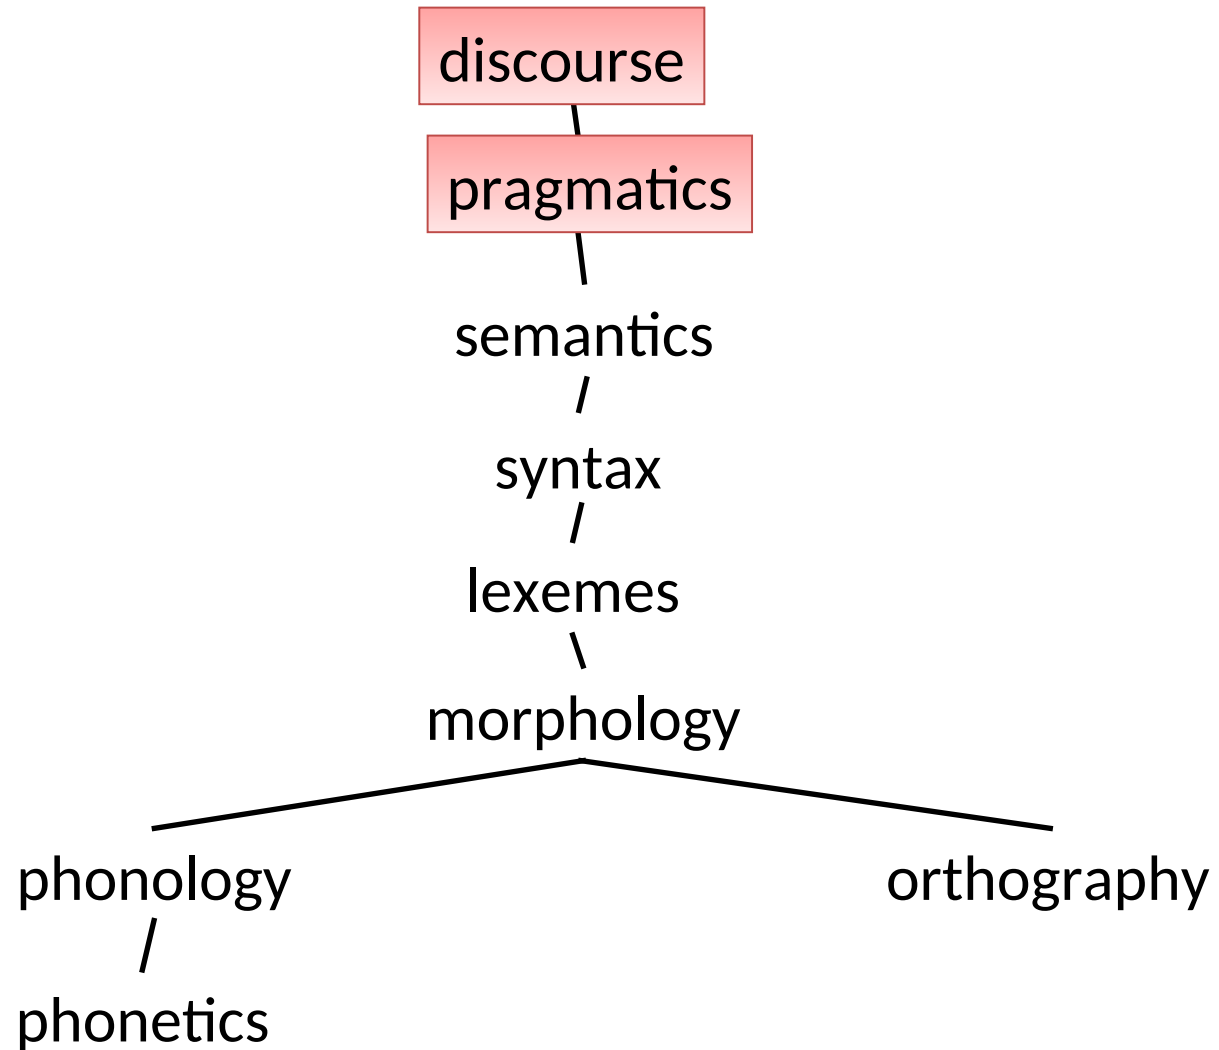 discourse
pragmatics
semantics
syntax
lexemes
morphology
phonology
orthography
phonetics